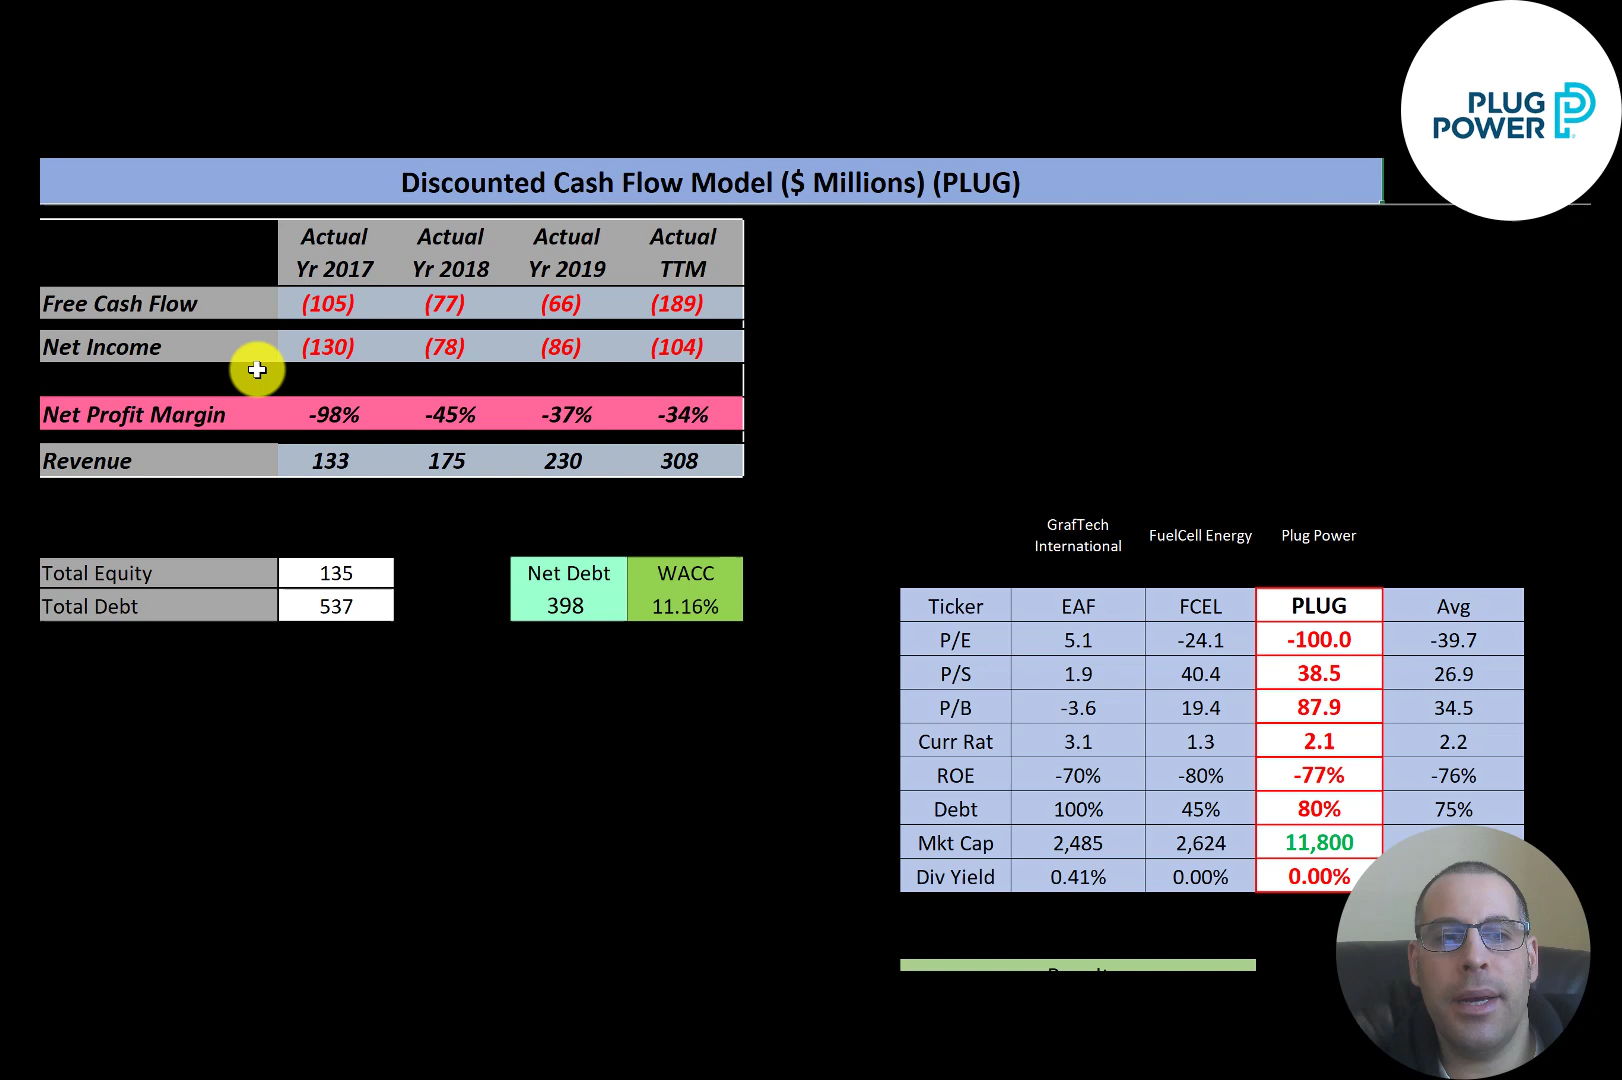 PLUG
POWER
Discounted Cash Flow Model ($ Millions) (PLUG)
Actual Actual Actual Actual
Yr 2017 Yr 2018 Yr 2019 TTM
Free Cash Flow (105) (77) (66) (189)
Net Income (130) (78) (86) (104)
Net Profit Margin -98% -45% -37% -34%
Revenue 133 175 230 308
Total Equity 135
Total Debt 537
Net Debt WACC
398 11.16%
GrafTech
International FuelCell Energy Plug Power
Ticker EAF FCEL PLUG Avg
P/E 5.1 -24.1 -100.0 -39.7
P/S 1.9 40.4 38.5 26.9
P/B -3.6 19.4 87.9 34.5
Curr Rat 3.1 1.3 2.1 2.2
ROE -70% -80% -77% -76%
Debt 100% 45% 80% 75%
Mkt Cap 2,485 2,624 11,800
Div Yield 0.41% 0.00% 0.00%